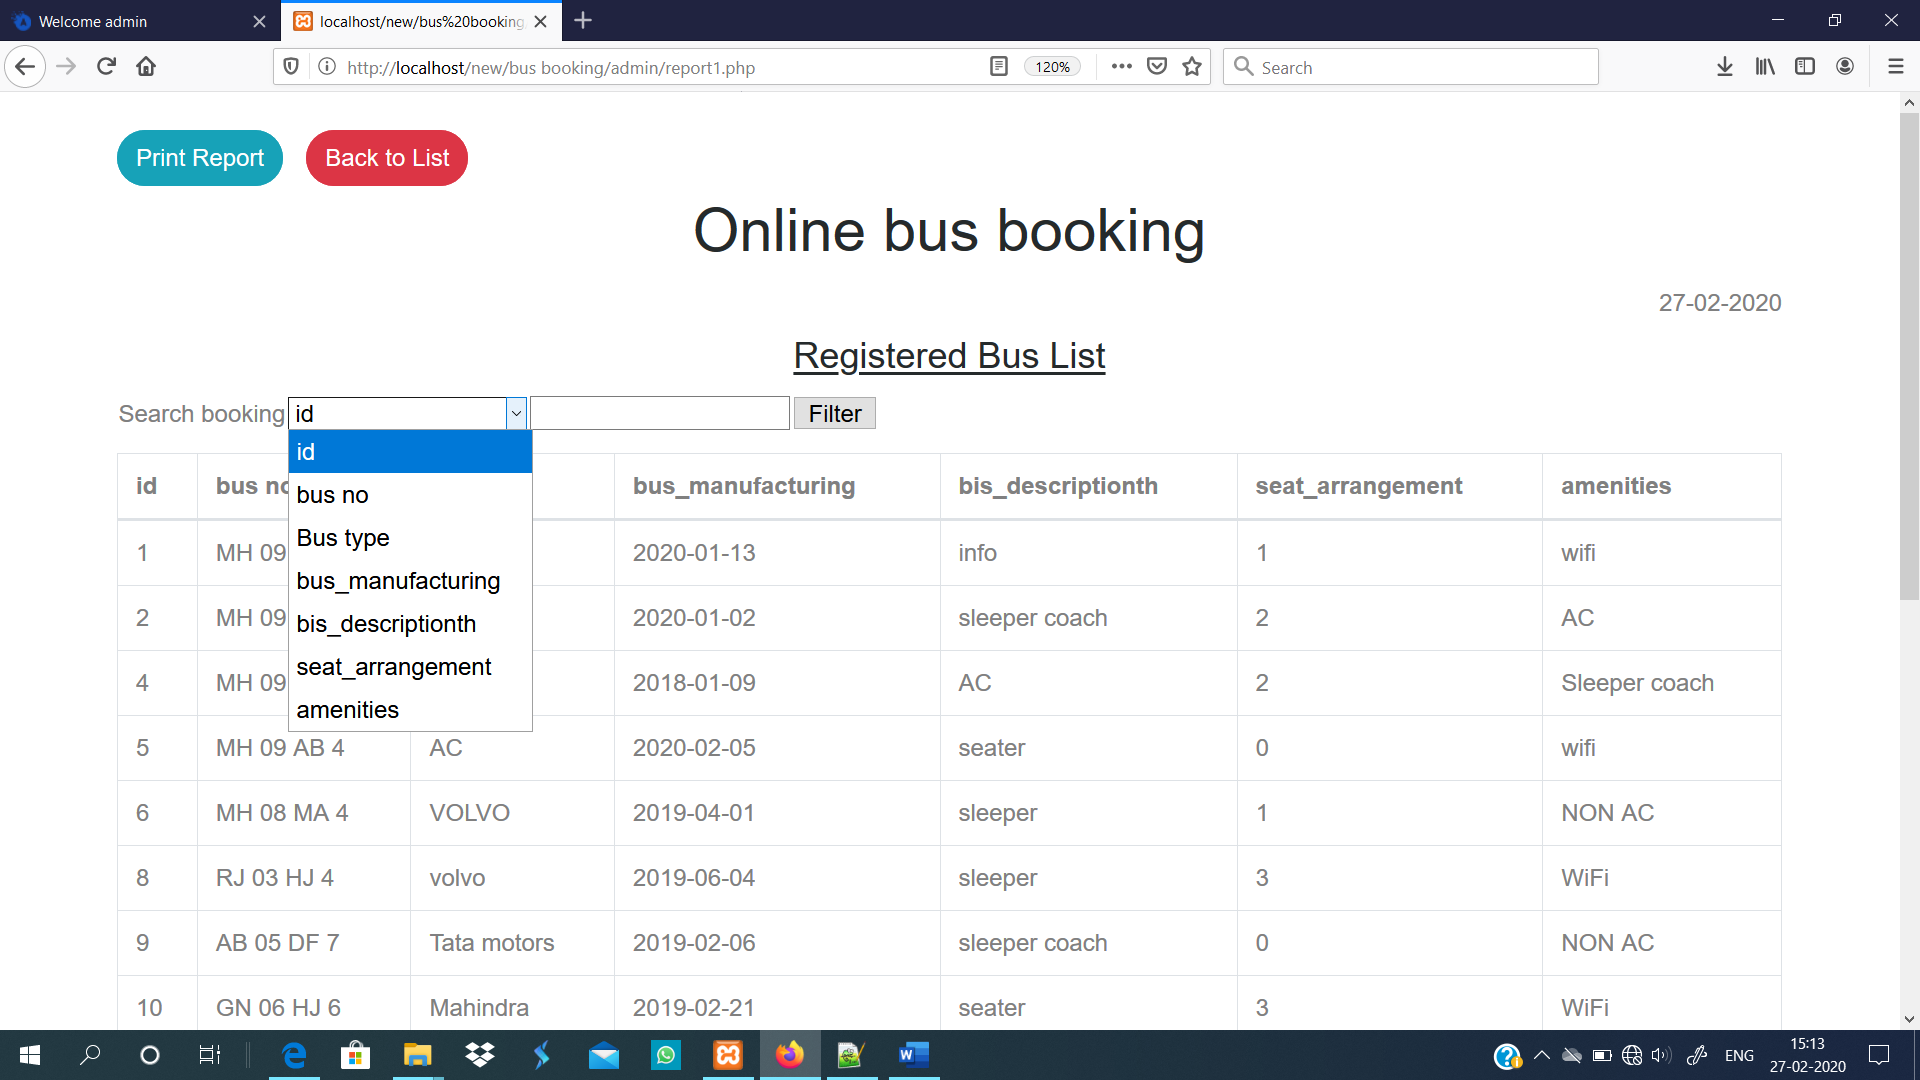 Welcome admin
localhost/new/bus%20booking
http://localhost/new/bus booking/admin/report1.php
120%
Search
Print Report
Back to List
Online bus booking
27-02-2020
Registered Bus List
Search booking id Filter
id
bus no
Bus type
bus_manufacturing
bis_descriptionth
seat_arrangement
amenities
id bus no bus_manufacturing bis_descriptionth seat_arrangement amenities
1 MH 09 2020-01-13 info 1 wifi
2 MH 09 2020-01-02 sleeper coach 2 AC
4 MH 09 2018-01-09 AC 2 Sleeper coach
5 MH 09 AB 4 AC 2020-02-05 seater 0 wifi
6 MH 08 MA 4 VOLVO 2019-04-01 sleeper 1 NON AC
8 RJ 03 HJ 4 volvo 2019-06-04 sleeper 3 WiFi
9 AB 05 DF 7 Tata motors 2019-02-06 sleeper coach 0 NON AC
10 GN 06 HJ 6 Mahindra 2019-02-21 seater 3 WiFi
ENG
15:13
27-02-2020